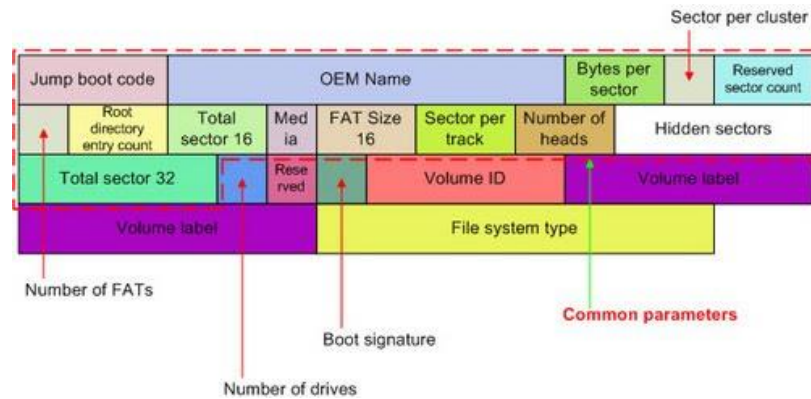 Sector per cluster
Jump boot code
OEM Name
Bytes per
sector
Reserved
sector count
Root
directory
entry count
Total
sector 16
Med
ia
FAT Size
16
Sector per
track
Number of
heads
Hidden sectors
Total sector 32
Rese
rved
Volume ID
Volume label
Volume label
File system type
Number of FATs
Common parameters
Boot signature
Number of drives